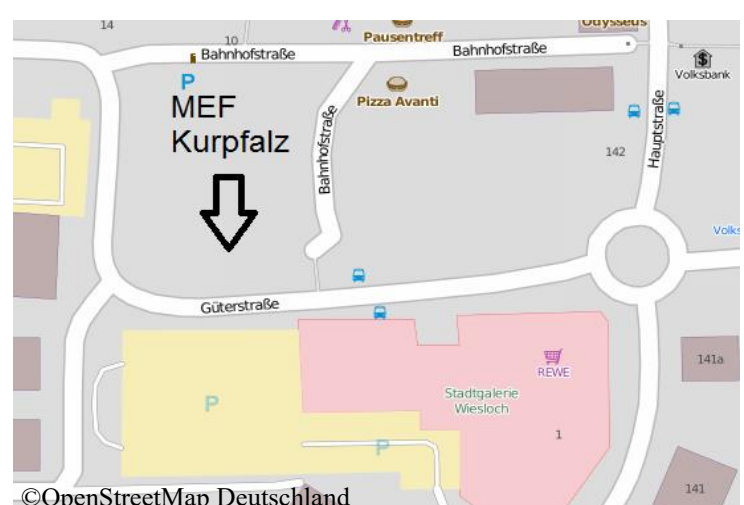 14
10
Bahnhofstraße
Pausentreff
Bahnhofstraße
Odysseus
Volksbank
P
MEF
Kurpfalz
Pizza Avanti
Bahnhofstraße
Hauptstraße
142
Volks
Güterstraße
REWE
141a
P
Stadtgalerie
Wiesloch
P
1
141
©OpenStreetMap Deutschland